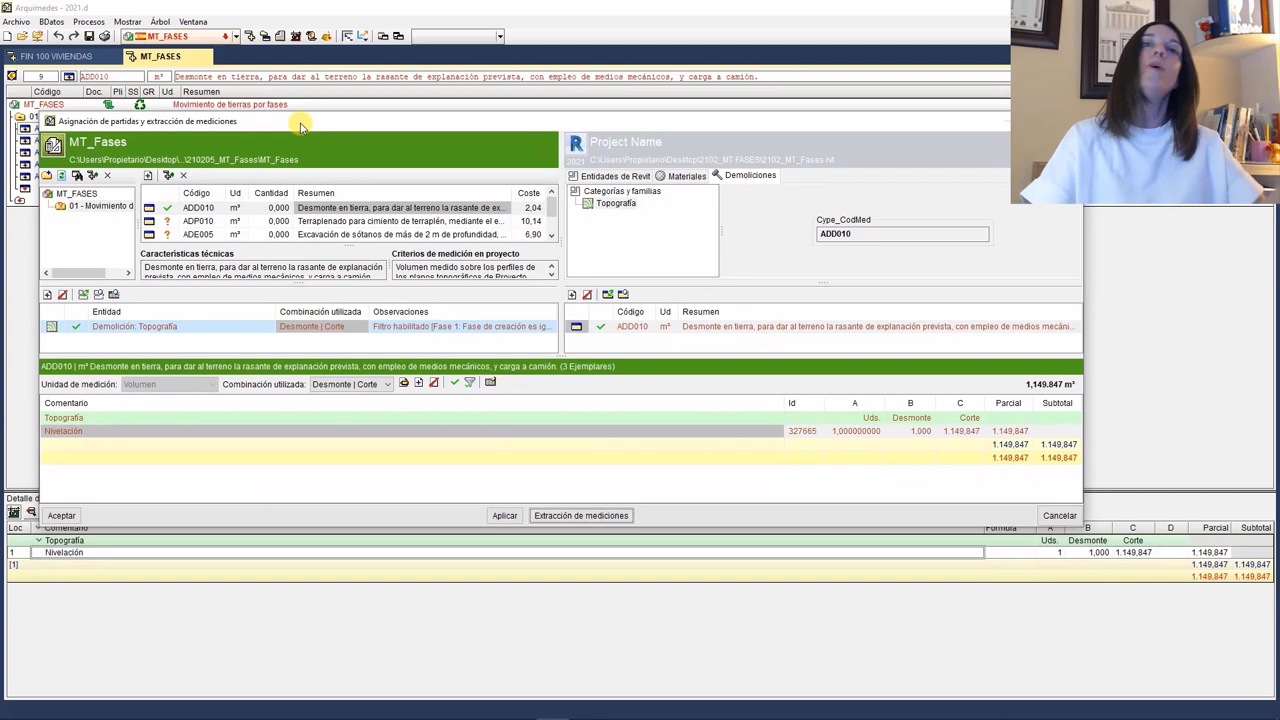 Arquímedes - 2021.d
Archivo BDatos Procesos Mostrar Árbol Ventana
MT_FASES
FIN 100 VIVIENDAS MT_FASES
9 ADD010 m³ Desmonte en tierra, para dar al terreno la rasante de explanación prevista, con empleo de medios mecánicos, y carga a camión.
Código Doc. Pli SS GR Ud Resumen
MT_FASES Movimiento de tierras por fases
01
Asignación de partidas y extracción de mediciones
MT_Fases
C:\Users\Propietario\Desktop\...\210205_MT_Fases\MT_Fases
2021
Project Name
C:\Users\Propietario\Desktop\2102_MT FASES\2102_MT_Fases.rvt
Entidades de Revit Materiales Demoliciones
MT_FASES
01 - Movimiento d
Código Ud Cantidad Resumen Coste
ADD010 m³ 0,000 Desmonte en tierra, para dar al terreno la rasante de ex... 2,04
ADP010 m³ 0,000 Terraplenado para cimiento de terraplén, mediante el e... 10,14
ADE005 m³ 0,000 Excavación de sótanos de más de 2 m de profundidad, ... 6,90
Características técnicas
Desmonte en tierra, para dar al terreno la rasante de explanación
prevista, con empleo de medios mecánicos, y carga a camión.
Criterios de medición en proyecto
Volumen medido sobre los perfiles de
los planos topográficos de Proyecto
Categorías y familias
Topografía
Cype_CodMed
ADD010
Entidad Combinación utilizada Observaciones
Demolición: Topografía Desmonte | Corte Filtro habilitado [Fase 1: Fase de creación es ig...
Código Ud Resumen
ADD010 m³ Desmonte en tierra, para dar al terreno la rasante de explanación prevista, con empleo de medios mecáni...
ADD010 | m³ Desmonte en tierra, para dar al terreno la rasante de explanación prevista, con empleo de medios mecánicos, y carga a camión. (3 Ejemplares)
Unidad de medición: Volumen Combinación utilizada: Desmonte | Corte 1,149.847 m³
Comentario Id A B C Parcial Subtotal
Topografía Uds. Desmonte Corte
Nivelación 327665 1,000000000 1,000 1.149,847 1.149,847
1.149,847 1.149,847
1.149,847 1.149,847
Aceptar Aplicar Extracción de mediciones Cancelar
Detalle d
Loc Comentario Fórmula A B C D Parcial Subtotal
Topografía Uds. Desmonte Corte
1 Nivelación 1 1,000 1.149,847 1.149,847
[1] 1.149,847 1.149,847
1.149,847 1.149,847